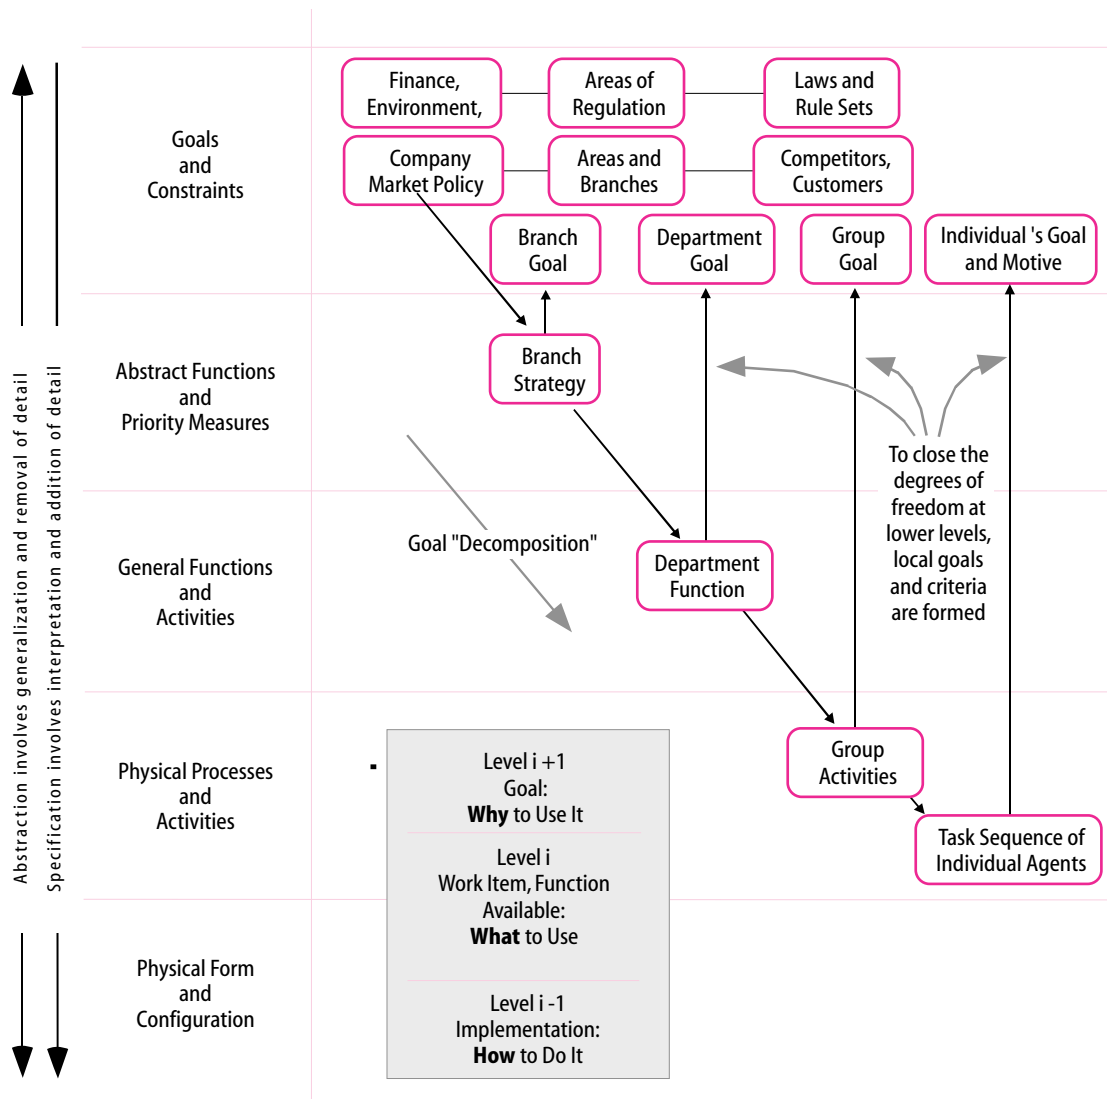 Finance,
Environment,
Areas of
Regulation
Laws and
Rule Sets
Goals
and
Constraints
Company
Market Policy
Areas and
Branches
Competitors,
Customers
Branch
Goal
Department
Goal
Group
Goal
Individual 's Goal
and Motive
Abstraction involves generalization and removal of detail
Specification involves interpretation and addition of detail
Abstract Functions
and
Priority Measures
Branch
Strategy
To close the
degrees of
freedom at
lower levels,
local goals
and criteria
are formed
Goal "Decomposition"
General Functions
and
Activities
Department
Function
Physical Processes
and
Activities
Group
Activities
Task Sequence of
Individual Agents
Level i +1
Goal:
Why to Use It
Level i
Work Item, Function
Available:
What to Use
Level i -1
Implementation:
How to Do It
Physical Form
and
Configuration